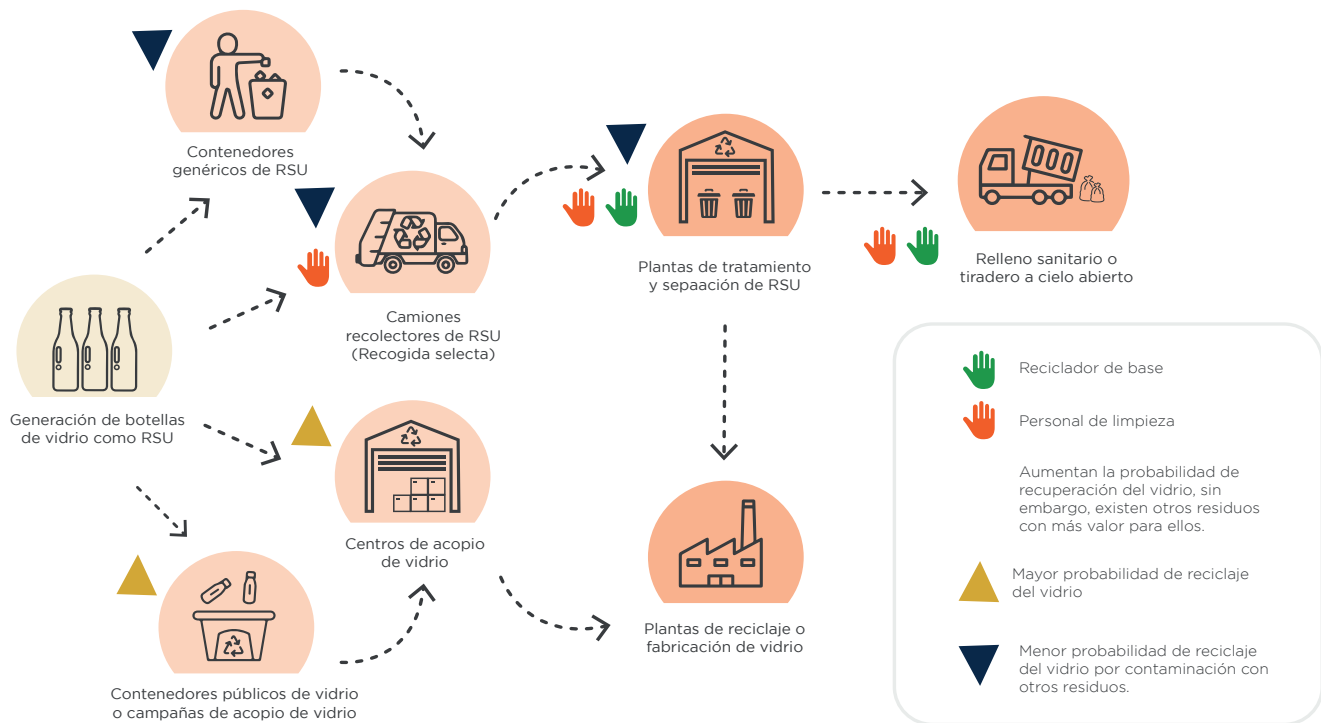 Contenedores
genéricos de RSU
Camiones
recolectores de RSU
(Recogida selecta)
Plantas de tratamiento
y sepaación de RSU
Relleno sanitario o
tiradero a cielo abierto
Generación de botellas
de vidrio como RSU
Centros de acopio
de vidrio
Contenedores públicos de vidrio
o campañas de acopio de vidrio
Plantas de reciclaje o
fabricación de vidrio
Reciclador de base
Personal de limpieza
Aumentan la probabilidad de
recuperación del vidrio, sin
embargo, existen otros residuos
con más valor para ellos.
Mayor probabilidad de reciclaje
del vidrio
Menor probabilidad de reciclaje
del vidrio por contaminación con
otros residuos.